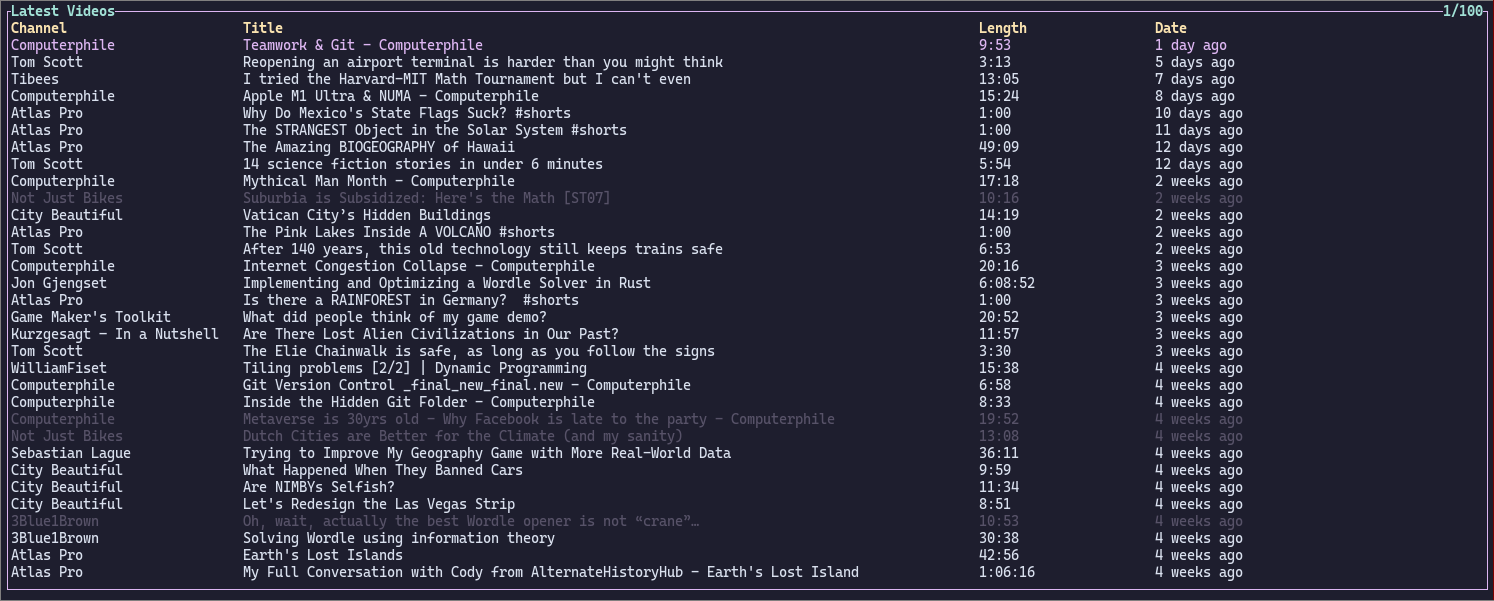 Latest Videos 1/100
Channel Title Length Date
Computerphile Teamwork & Git - Computerphile 9:53 1 day ago
Tom Scott Reopening an airport terminal is harder than you might think 3:13 5 days ago
Tibees I tried the Harvard-MIT Math Tournament but I can't even 13:05 7 days ago
Computerphile Apple M1 Ultra & NUMA - Computerphile 15:24 8 days ago
Atlas Pro Why Do Mexico's State Flags Suck? #shorts 1:00 10 days ago
Atlas Pro The STRANGEST Object in the Solar System #shorts 1:00 11 days ago
Atlas Pro The Amazing BIOGEOGRAPHY of Hawaii 49:09 12 days ago
Tom Scott 14 science fiction stories in under 6 minutes 5:54 12 days ago
Computerphile Mythical Man Month - Computerphile 17:18 2 weeks ago
Not Just Bikes Suburbia is Subsidized: Here's the Math [ST07] 10:16 2 weeks ago
City Beautiful Vatican City’s Hidden Buildings 14:19 2 weeks ago
Atlas Pro The Pink Lakes Inside A VOLCANO #shorts 1:00 2 weeks ago
Tom Scott After 140 years, this old technology still keeps trains safe 6:53 2 weeks ago
Computerphile Internet Congestion Collapse - Computerphile 20:16 3 weeks ago
Jon Gjengset Implementing and Optimizing a Wordle Solver in Rust 6:08:52 3 weeks ago
Atlas Pro Is there a RAINFOREST in Germany?  #shorts 1:00 3 weeks ago
Game Maker's Toolkit What did people think of my game demo? 20:52 3 weeks ago
Kurzgesagt – In a Nutshell Are There Lost Alien Civilizations in Our Past? 11:57 3 weeks ago
Tom Scott The Elie Chainwalk is safe, as long as you follow the signs 3:30 3 weeks ago
WilliamFiset Tiling problems [2/2] | Dynamic Programming 15:38 4 weeks ago
Computerphile Git Version Control _final_new_final.new - Computerphile 6:58 4 weeks ago
Computerphile Inside the Hidden Git Folder - Computerphile 8:33 4 weeks ago
Computerphile Metaverse is 30yrs old - Why Facebook is late to the party - Computerphile 19:52 4 weeks ago
Not Just Bikes Dutch Cities are Better for the Climate (and my sanity) 13:08 4 weeks ago
Sebastian Lague Trying to Improve My Geography Game with More Real-World Data 36:11 4 weeks ago
City Beautiful What Happened When They Banned Cars 9:59 4 weeks ago
City Beautiful Are NIMBYs Selfish? 11:34 4 weeks ago
City Beautiful Let's Redesign the Las Vegas Strip 8:51 4 weeks ago
3Blue1Brown Oh, wait, actually the best Wordle opener is not “crane”… 10:53 4 weeks ago
3Blue1Brown Solving Wordle using information theory 30:38 4 weeks ago
Atlas Pro Earth's Lost Islands 42:56 4 weeks ago
Atlas Pro My Full Conversation with Cody from AlternateHistoryHub - Earth's Lost Island 1:06:16 4 weeks ago